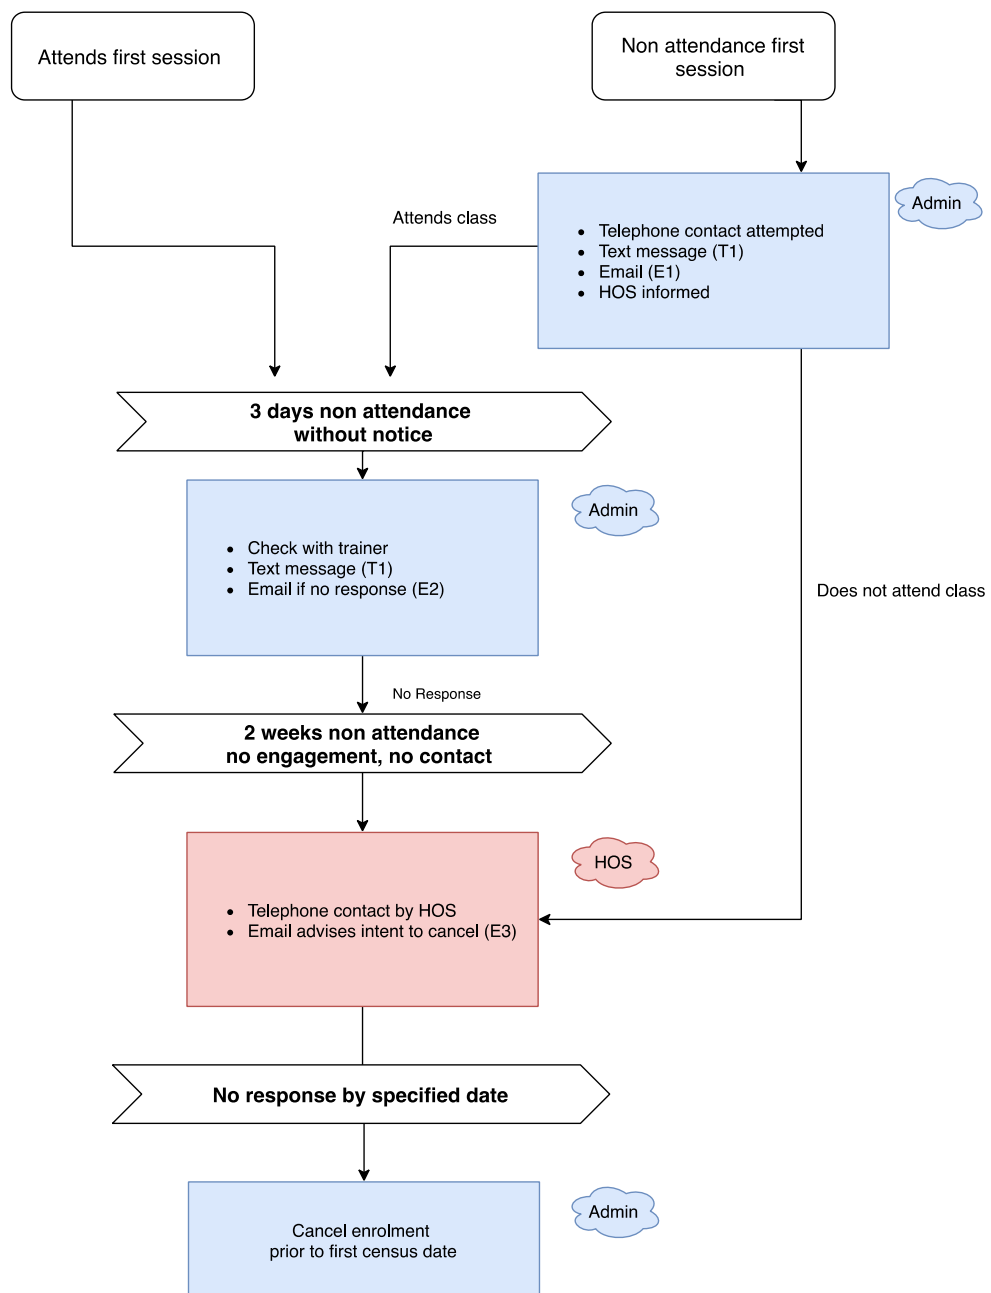 Attends first session
Non attendance first
session
Admin
Attends class
• Telephone contact attempted
• Text message (T1)
• Email (E1)
• HOS informed
3 days non attendance
without notice
Admin
• Check with trainer
• Text message (T1)
• Email if no response (E2)
Does not attend class
No Response
2 weeks non attendance
no engagement, no contact
HOS
• Telephone contact by HOS
• Email advises intent to cancel (E3)
No response by specified date
Admin
Cancel enrolment
prior to first census date